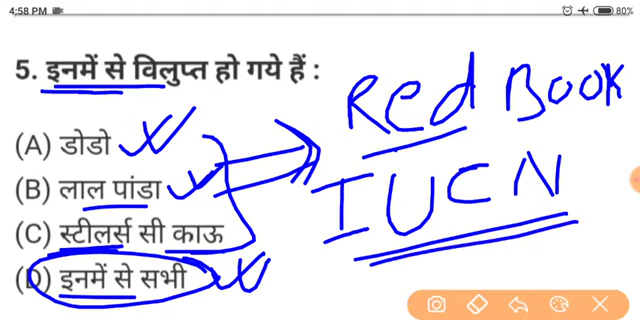 4:58 PM
80%
5. इनमें से विलुप्त हो गये हैं :
(A) डोडो
(B) लाल पांडा
(C) स्टीलर्स सी काऊ
(D) इनमें से सभी
Red Book
IUCN